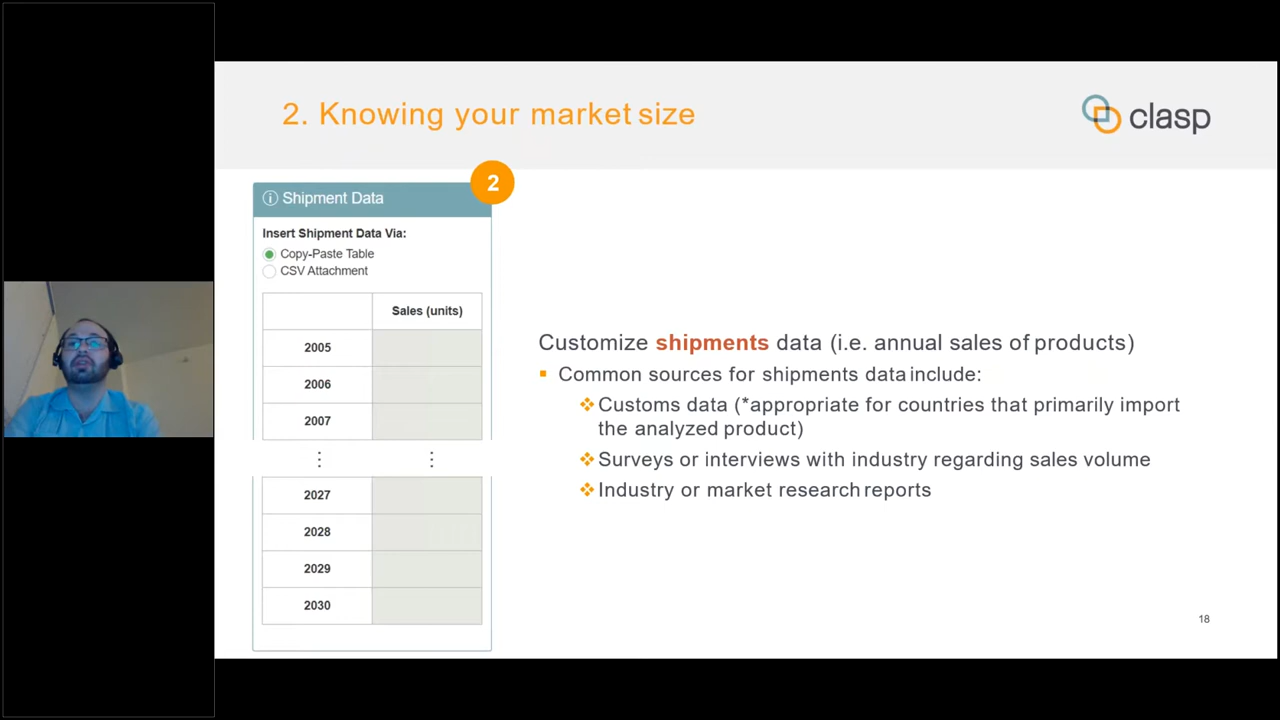 2. Knowing your market size
clasp
2
ⓘ Shipment Data
Insert Shipment Data Via:
Copy-Paste Table
CSV Attachment
Sales (units)
2005
2006
2007
⋮ ⋮
2027
2028
2029
2030
Customize shipments data (i.e. annual sales of products)
Common sources for shipments data include:
Customs data (*appropriate for countries that primarily import
the analyzed product)
Surveys or interviews with industry regarding sales volume
Industry or market research reports
18